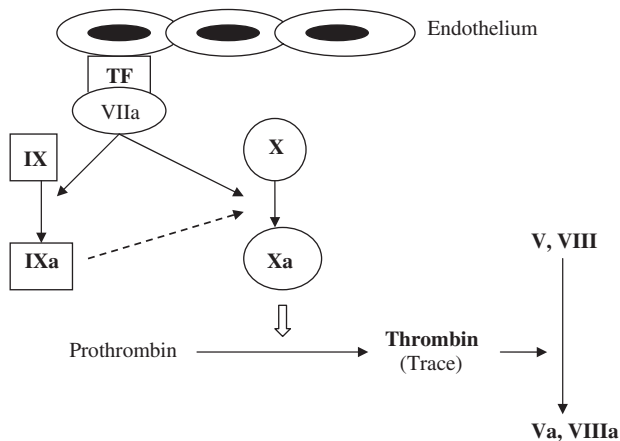 Endothelium
TF
VIIa
IX
X
IXa
Xa
V, VIII
Prothrombin
Thrombin
(Trace)
Va, VIIIa